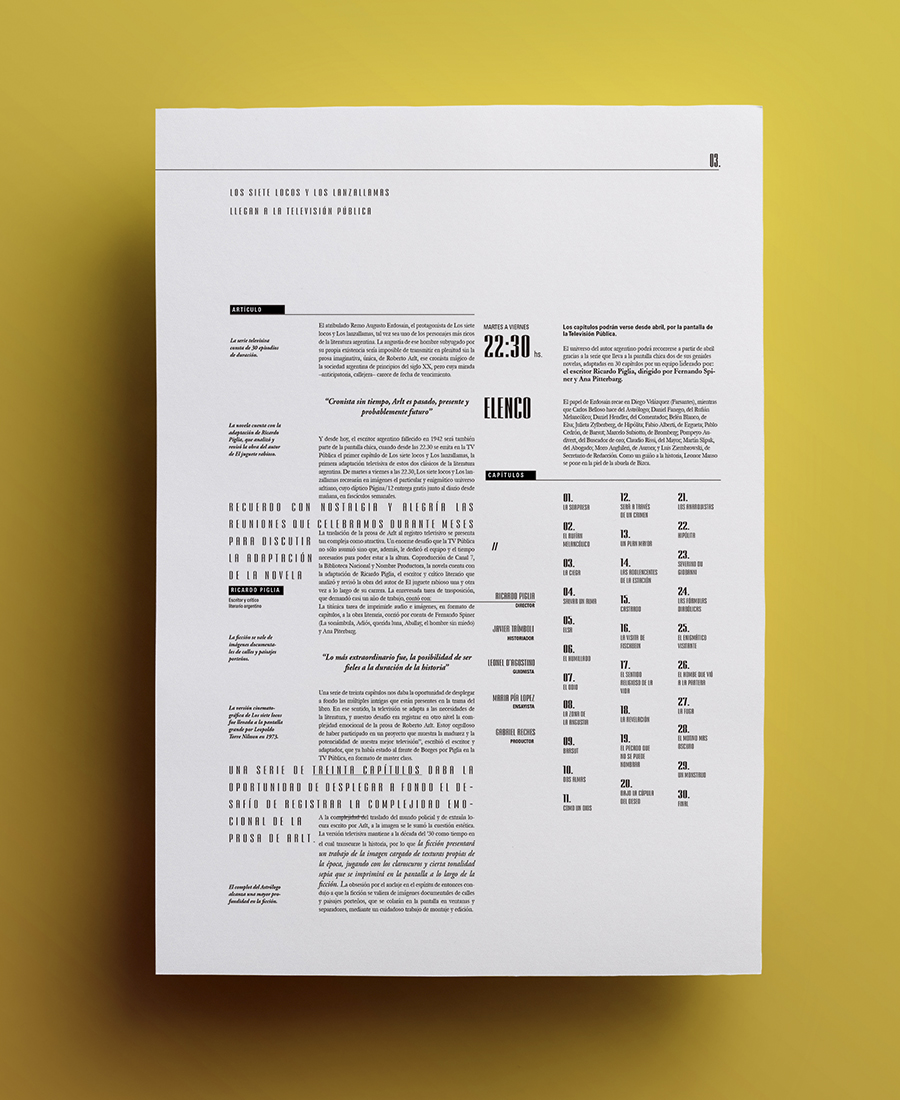 03.
LOS SIETE LOCOS Y LOS LANZALLAMAS
LLEGAN A LA TELEVISIÓN PÚBLICA
ARTÍCULO
La serie televisiva
consta de 30 episodios
de duración.
El atribulado Remo Augusto Erdosain, el protagonista de Los siete
locos y Los lanzallamas, tal vez sea uno de los personajes más ricos
de la literatura argentina. La angustia de ese hombre subyugado por
su propia existencia sería imposible de transmitir en plenitud sin la
prosa imaginativa, única, de Roberto Arlt, ese cronista mágico de
la sociedad argentina de principios del siglo XX, pero cuya mirada
–anticipatoria, callejera– carece de fecha de vencimiento.
"Cronista sin tiempo, Arlt es pasado, presente y
probablemente futuro"
La novela cuenta con la
adaptación de Ricardo
Piglia, que analizó y
revisó la obra del autor
de El juguete rabioso.
Y desde hoy, el escritor argentino fallecido en 1942 será también
parte de la pantalla chica, cuando desde las 22.30 se emita en la TV
Pública el primer capítulo de Los siete locos y Los lanzallamas, la
primera adaptación televisiva de estos dos clásicos de la literatura
argentina. De martes a viernes a las 22.30, Los siete locos y Los lan-
zallamas recrearán en imágenes el particular y enigmático universo
arltiano, cuyo díptico Página/12 entrega gratis junto al diario desde
mañana, en fascículos semanales.
RECUERDO CON NOSTALGIA Y ALEGRÍA LAS
REUNIONES QUE CELEBRAMOS DURANTE MESES
PARA DISCUTIR
LA ADAPTACIÓN
DE LA NOVELA
RICARDO PIGLIA
Escritor y crítico
literario argentino
La traslación de la prosa de Arlt al registro televisivo se presenta
tan compleja como atractiva. Un enorme desafío que la TV Pública
no sólo asumió sino que, además, le dedicó el equipo y el tiempo
necesarios para poder estar a la altura. Coproducción de Canal 7,
la Biblioteca Nacional y Nombre Productora, la novela cuenta con
la adaptación de Ricardo Piglia, el escritor y crítico literario que
analizó y revisó la obra del autor de El juguete rabioso una y otra
vez a lo largo de su carrera. La enrevesada tarea de trasposición,
que demandó casi un año de trabajo, contó con:
La titánica tarea de imprimirle audio e imágenes, en formato de
capítulos, a la obra literaria, contó por cuenta de Fernando Spiner
(La sonámbula, Adiós, querida luna, Aballay, el hombre sin miedo)
y Ana Piterbarg.
La ficción se vale de
imágenes documenta-
les de calles y paisajes
porteños.
"Lo más extraordinario fue, la posibilidad de ser
fieles a la duración de la historia"
La versión cinemato-
gráfica de Los siete locos
fue llevada a la pantalla
grande por Leopoldo
Torre Nilsson en 1973.
Una serie de treinta capítulos nos daba la oportunidad de desplegar
a fondo las múltiples intrigas que están presentes en la trama del
libro. En ese sentido, la televisión se adapta a las necesidades de
la literatura, y nuestro desafío era registrar en otro nivel la com-
plejidad emocional de la prosa de Roberto Arlt. Estoy orgulloso
de haber participado en un proyecto que muestra la madurez y la
potencialidad de nuestra mejor televisión", escribió el escritor y
adaptador, que ya había estado al frente de Borges por Piglia en la
TV Pública, en formato de master class.
UNA SERIE DE TREINTA CAPÍTULOS DABA LA
OPORTUNIDAD DE DESPLEGAR A FONDO EL DE-
SAFÍO DE REGISTRAR LA COMPLEJIDAD EMO-
CIONAL DE LA
PROSA DE ARLT.
A la complejidad del traslado del mundo policial y de extraña lo-
cura escrito por Arlt, a la imagen se le sumó la cuestión estética.
La versión televisiva mantiene a la década del '30 como tiempo en
el cual transcurre la historia, por lo que la ficción presentará
un trabajo de la imagen cargado de texturas propias de
la época, jugando con los claroscuros y cierta tonalidad
sepia que se imprimirá en la pantalla a lo largo de la
ficción. La obsesión por el anclaje en el espíritu de entonces con-
dujo a que la ficción se valiera de imágenes documentales de calles
y paisajes porteños, que se colarán en la pantalla en ventanas y
separadores, mediante un cuidadoso trabajo de montaje y edición.
El complot del Astrólogo
alcanza una mayor pro-
fundidad en la ficción.
MARTES A VIERNES
22:30 hs.
Los capítulos podrán verse desde abril, por la pantalla de
la Televisión Pública.
El universo del autor argentino podrá recorrerse a partir de abril
gracias a la serie que lleva a la pantalla chica dos de sus geniales
novelas, adaptados en 30 capítulos por un equipo liderado por:
el escritor Ricardo Piglia, dirigido por Fernando Spi-
ner y Ana Pitterbarg.
ELENCO
El papel de Erdosain recae en Diego Velázquez (Farsantes), mientras
que Carlos Belloso hace del Astrólogo; Daniel Fanego, del Rufián
Melancólico; Daniel Hendler, del Comentador; Belén Blanco, de
Elsa; Julieta Zylberberg, de Hipólita; Fabio Alberti, de Ergueta; Pablo
Cedrón, de Barsut; Marcelo Subiotto, de Bromberg; Pompeyo Au-
divert, del Buscador de oro; Claudio Rissi, del Mayor; Martín Slipak,
del Abogado; Moro Anghileri, de Aurora, y Luis Ziembrowski, de
Secretario de Redacción. Como un guiño a la historia, Leonor Manso
se pone en la piel de la abuela de Bizca.
CAPÍTULOS
//
RICARDO PIGLIA
DIRECTOR
JAVIER TRÍMBOLI
HISTORIADOR
LEONEL D'AGOSTINO
GUIONISTA
MARÍA PÍA LÓPEZ
ENSAYISTA
GABRIEL RECHES
PRODUCTOR
01.
LA SORPRESA
02.
EL RUFIÁN
MELANCÓLICO
03.
LA CIEGA
04.
SALVAR UN ALMA
05.
ELSA
06.
EL HUMILLADO
07.
EL ODIO
08.
LA ZONA DE
LA ANGUSTIA
09.
BARSUT
10.
DOS ALMAS
11.
COMO UN DIOS
12.
SERÁ A TRAVÉS
DE UN CRIMEN
13.
UN PLAN MAYOR
14.
LAS ADOLESCENTES
DE LA ESTACIÓN
15.
CASTRADO
16.
LA VISITA DE
FISCHBEIN
17.
EL SENTIDO
RELIGIOSO DE LA
VIDA
18.
LA REVELACIÓN
19.
EL PECADO QUE
NO SE PUEDE
NOMBRAR
20.
BAJO LA CÚPULA
DEL DESEO
21.
LOS ANARQUISTAS
22.
HIPÓLITA
23.
SEVERINO DI
GIOVANNI
24.
LAS FÓRMULAS
DIABÓLICAS
25.
EL ENIGMÁTICO
VISITANTE
26.
EL HOMBRE QUE VIO
A LA PARTERA
27.
LA FUGA
28.
EL MOTIVO MÁS
OSCURO
29.
UN MONSTRUO
30.
FINAL